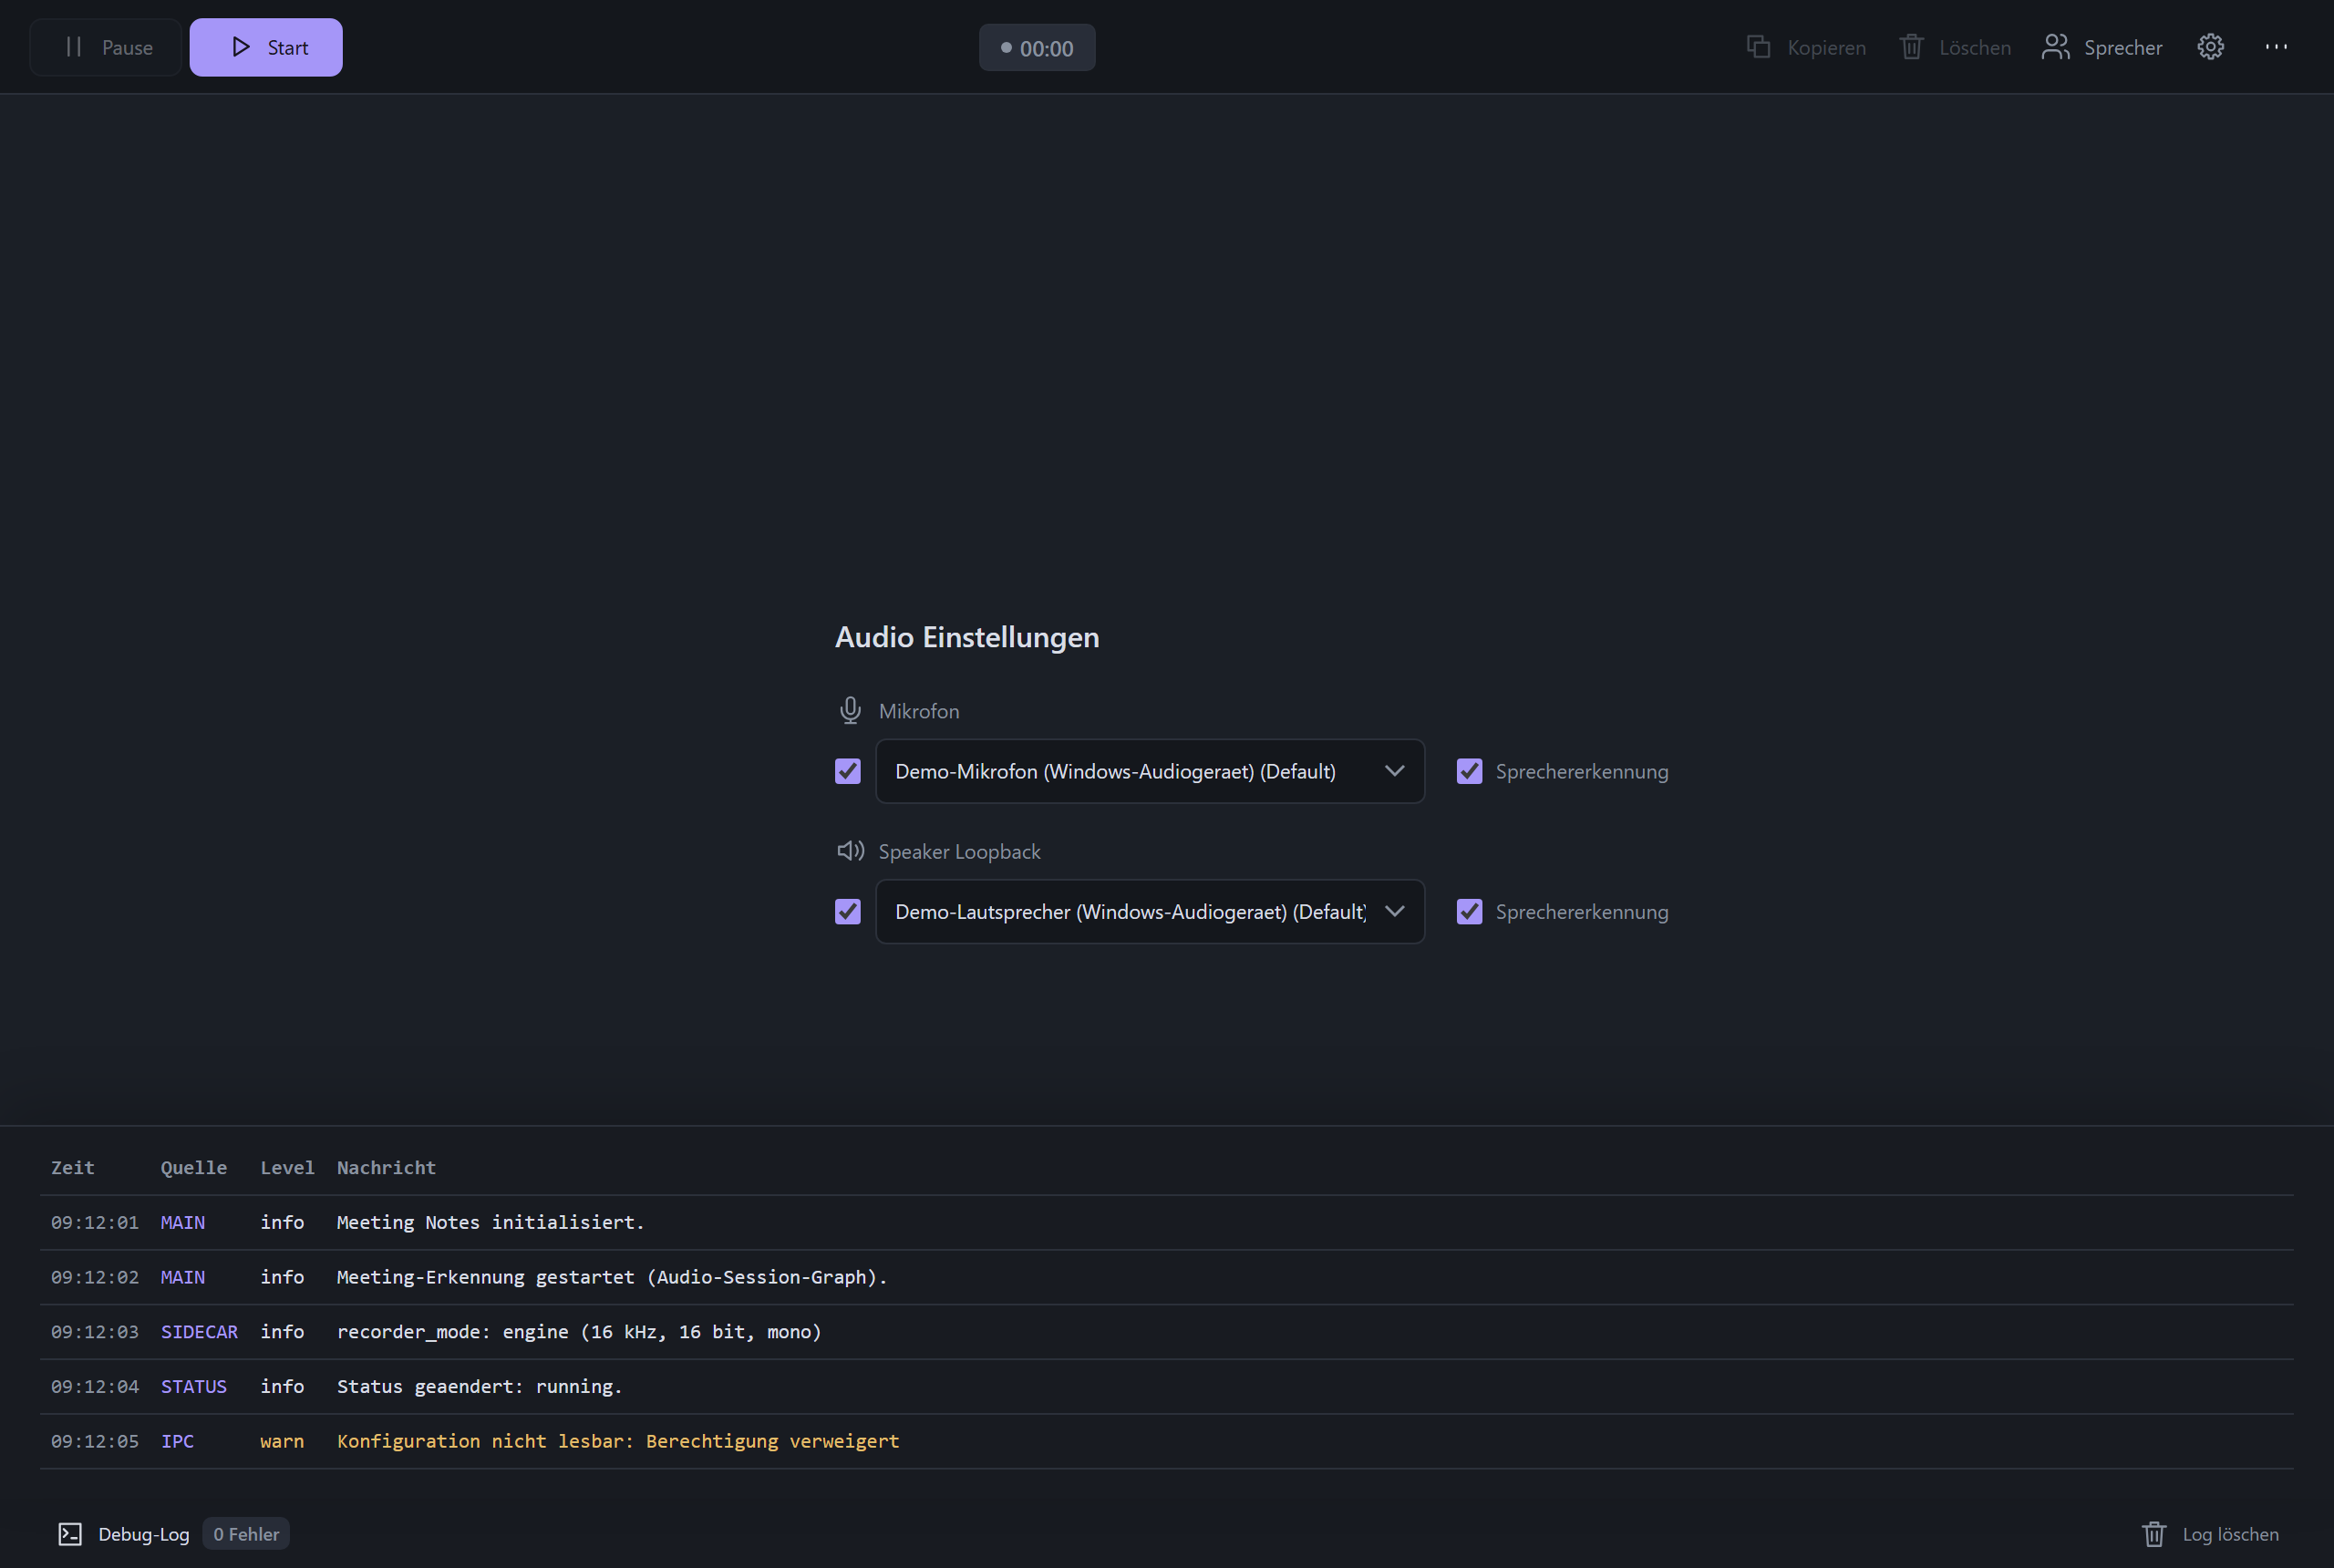 Pause Start 00:00 Kopieren Löschen Sprecher
Audio Einstellungen
Mikrofon
Demo-Mikrofon (Windows-Audiogeraet) (Default) Sprechererkennung
Speaker Loopback
Demo-Lautsprecher (Windows-Audiogeraet) (Default) Sprechererkennung
Zeit Quelle Level Nachricht
09:12:01 MAIN info Meeting Notes initialisiert.
09:12:02 MAIN info Meeting-Erkennung gestartet (Audio-Session-Graph).
09:12:03 SIDECAR info recorder_mode: engine (16 kHz, 16 bit, mono)
09:12:04 STATUS info Status geaendert: running.
09:12:05 IPC warn Konfiguration nicht lesbar: Berechtigung verweigert
Debug-Log 0 Fehler Log löschen